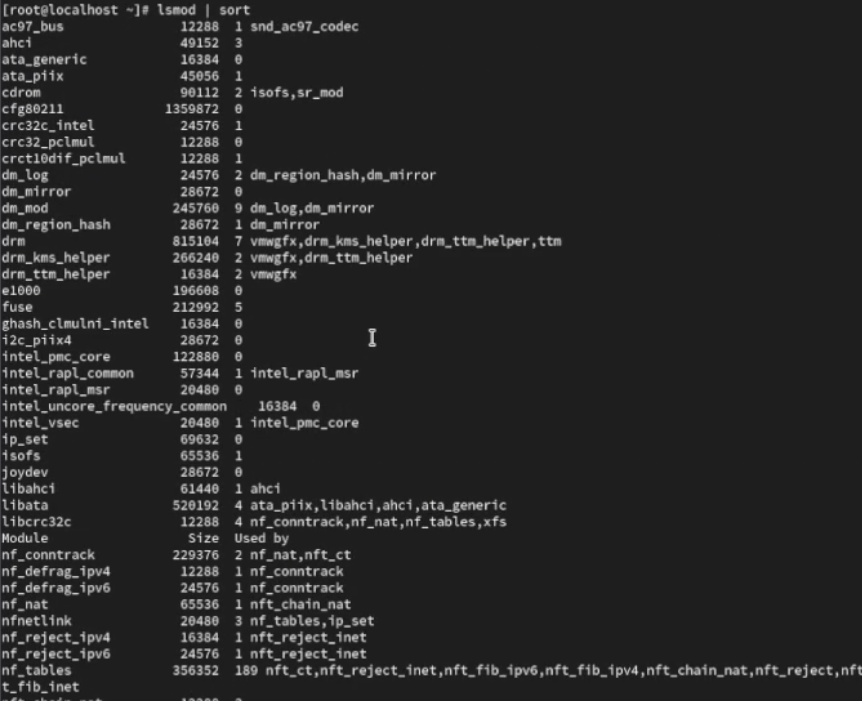 [root@localhost ~]# lsmod | sort
ac97_bus               12288  1 snd_ac97_codec
ahci                   49152  3
ata_generic            16384  0
ata_piix               45056  1
cdrom                  90112  2 isofs,sr_mod
cfg80211             1359872  0
crc32c_intel           24576  1
crc32_pclmul           12288  0
crct10dif_pclmul       12288  1
dm_log                 24576  2 dm_region_hash,dm_mirror
dm_mirror              28672  0
dm_mod                245760  9 dm_log,dm_mirror
dm_region_hash         28672  1 dm_mirror
drm                   815104  7 vmwgfx,drm_kms_helper,drm_ttm_helper,ttm
drm_kms_helper        266240  2 vmwgfx,drm_ttm_helper
drm_ttm_helper         16384  2 vmwgfx
e1000                 196608  0
fuse                  212992  5
ghash_clmulni_intel    16384  0
i2c_piix4              28672  0
intel_pmc_core        122880  0
intel_rapl_common      57344  1 intel_rapl_msr
intel_rapl_msr         20480  0
intel_uncore_frequency_common    16384  0
intel_vsec             20480  1 intel_pmc_core
ip_set                 69632  0
isofs                  65536  1
joydev                 28672  0
libahci                61440  1 ahci
libata                520192  4 ata_piix,libahci,ahci,ata_generic
libcrc32c              12288  4 nf_conntrack,nf_nat,nf_tables,xfs
Module                  Size  Used by
nf_conntrack          229376  2 nf_nat,nft_ct
nf_defrag_ipv4         12288  1 nf_conntrack
nf_defrag_ipv6         24576  1 nf_conntrack
nf_nat                 65536  1 nft_chain_nat
nfnetlink              20480  3 nf_tables,ip_set
nf_reject_ipv4         16384  1 nft_reject_inet
nf_reject_ipv6         24576  1 nft_reject_inet
nf_tables             356352  189 nft_ct,nft_reject_inet,nft_fib_ipv6,nft_fib_ipv4,nft_chain_nat,nft_reject,nf
t_fib_inet